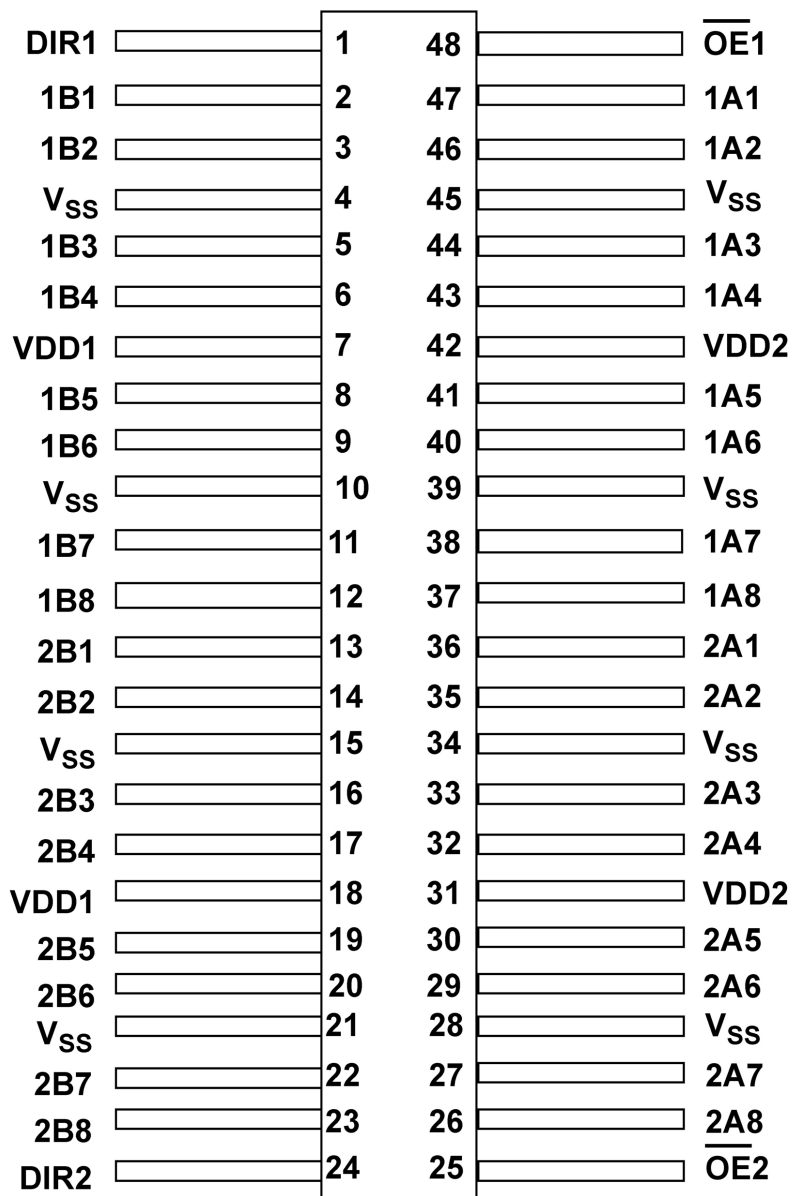 DIR1 1 48 O̅E̅1
1B1 2 47 1A1
1B2 3 46 1A2
VSS 4 45 VSS
1B3 5 44 1A3
1B4 6 43 1A4
VDD1 7 42 VDD2
1B5 8 41 1A5
1B6 9 40 1A6
VSS 10 39 VSS
1B7 11 38 1A7
1B8 12 37 1A8
2B1 13 36 2A1
2B2 14 35 2A2
VSS 15 34 VSS
2B3 16 33 2A3
2B4 17 32 2A4
VDD1 18 31 VDD2
2B5 19 30 2A5
2B6 20 29 2A6
VSS 21 28 VSS
2B7 22 27 2A7
2B8 23 26 2A8
DIR2 24 25 O̅E̅2